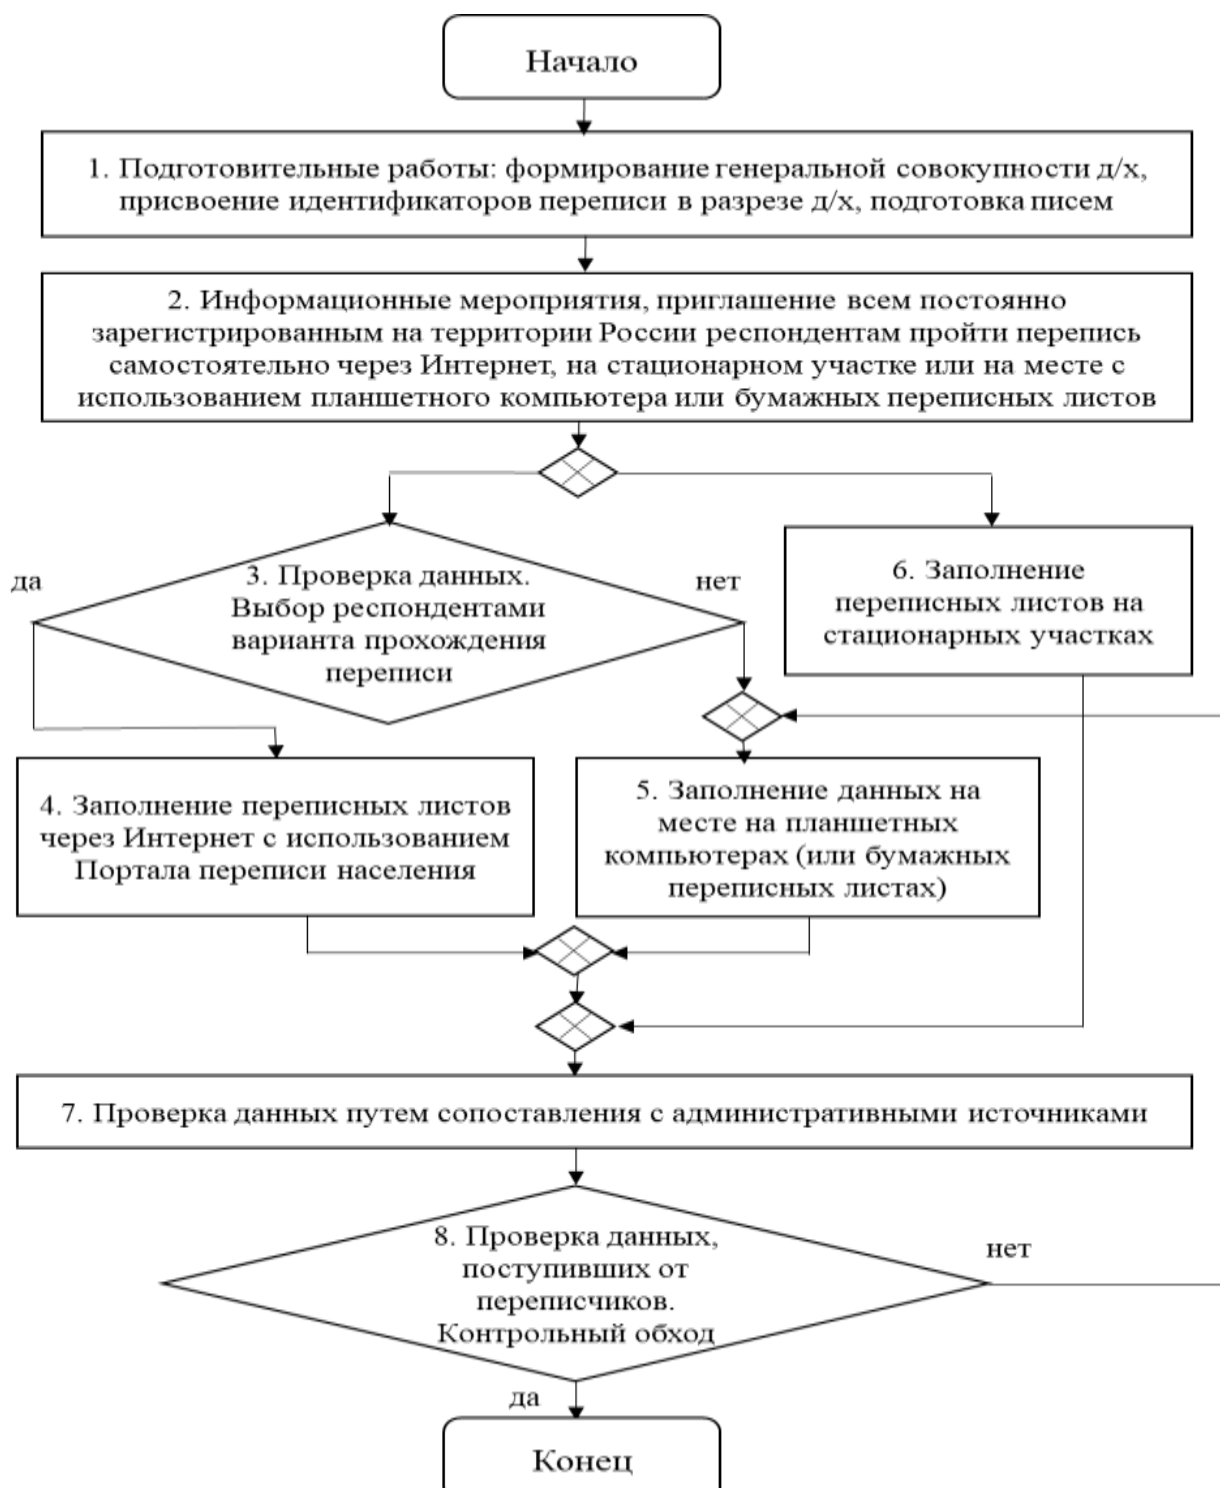 Начало
1. Подготовительные работы: формирование генеральной совокупности д/х,
присвоение идентификаторов переписи в разрезе д/х, подготовка писем
2. Информационные мероприятия, приглашение всем постоянно
зарегистрированным на территории России респондентам пройти перепись
самостоятельно через Интернет, на стационарном участке или на месте с
использованием планшетного компьютера или бумажных переписных листов
да
3. Проверка данных.
Выбор респондентами
варианта прохождения
переписи
нет
6. Заполнение
переписных листов на
стационарных участках
4. Заполнение переписных листов
через Интернет с использованием
Портала переписи населения
5. Заполнение данных на
месте на планшетных
компьютерах (или бумажных
переписных листах)
7. Проверка данных путем сопоставления с административными источниками
8. Проверка данных,
поступивших от
переписчиков.
Контрольный обход
нет
да
Конец